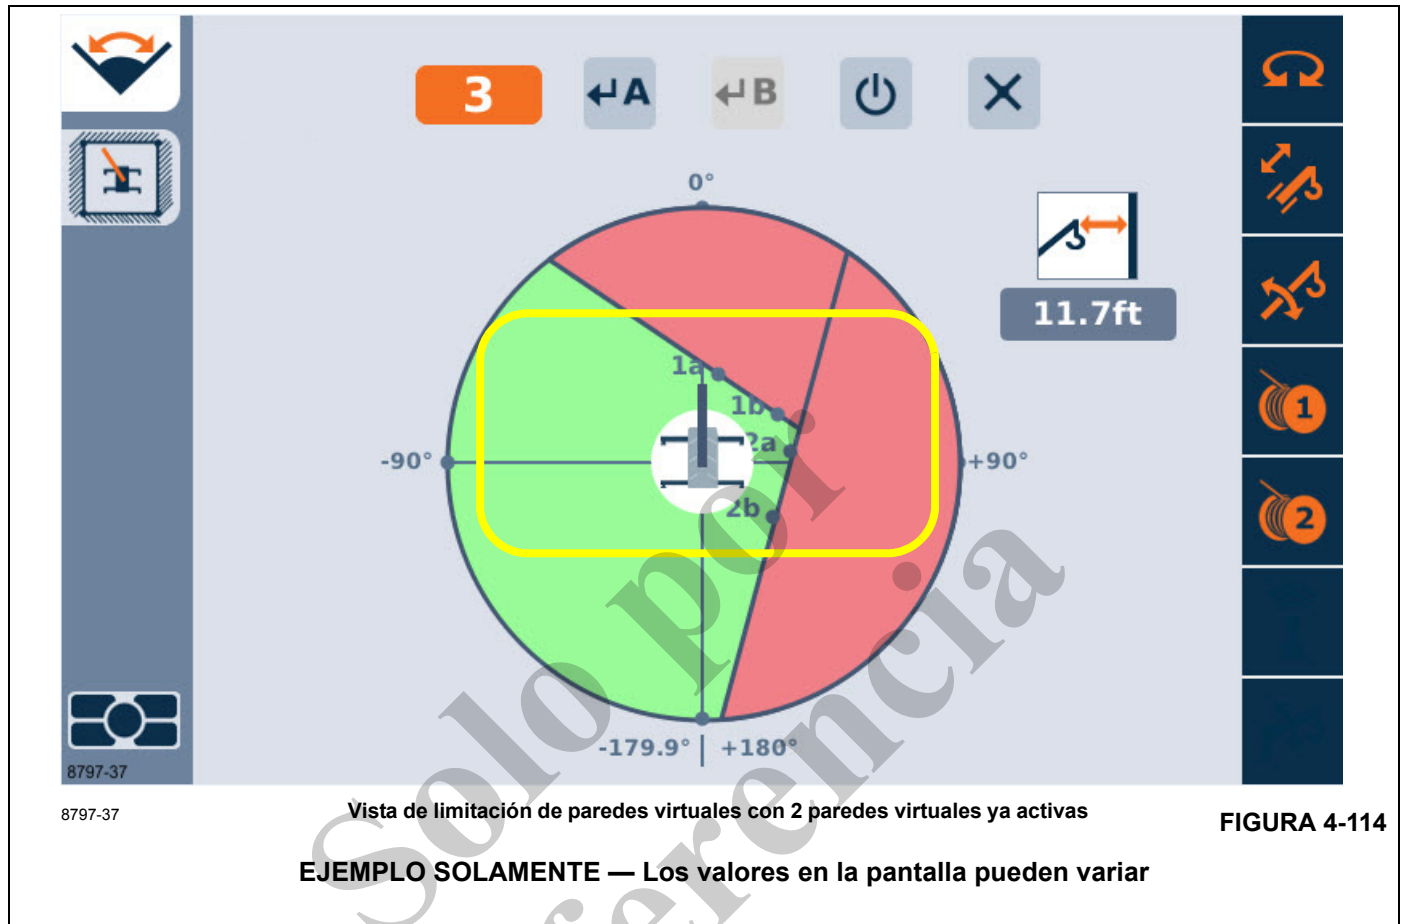 3 ↵A ↵B
0°
11.7ft
1a
1b
2a
-90° +90°
2b
-179.9° | +180°
1
2
8797-37
8797-37 Vista de limitación de paredes virtuales con 2 paredes virtuales ya activas FIGURA 4-114
EJEMPLO SOLAMENTE — Los valores en la pantalla pueden variar
Solo por
referencia